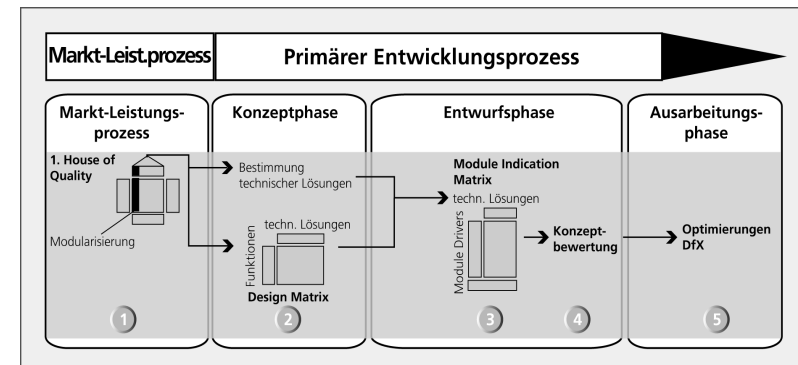 Markt-Leist.prozess
Primärer Entwicklungsprozess
Markt-Leistungs-
prozess
1. House of
Quality
Modularisierung
1
Konzeptphase
Bestimmung
technischer Lösungen
techn. Lösungen
Funktionen
Design Matrix
2
Entwurfsphase
Module Indication
Matrix
techn. Lösungen
Module Drivers
Konzept-
bewertung
3
4
Ausarbeitungs-
phase
Optimierungen
DfX
5